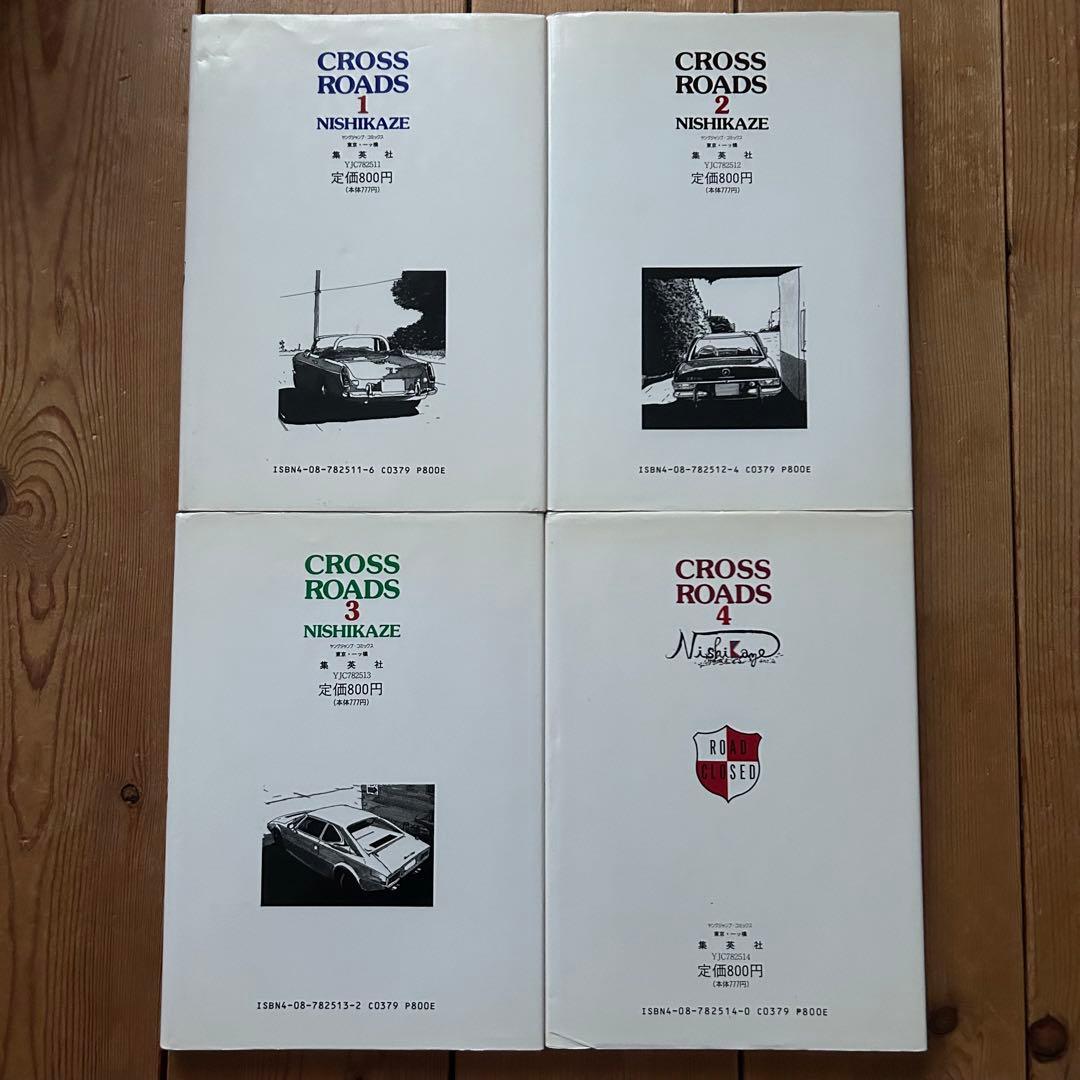 CROSS
ROADS
1
NISHIKAZE
ヤングジャンプ・コミックス
東京・一ッ橋
集英社
YJC782511
定価800円
(本体777円)
ISBN4-08-782511-6 C0379 P800E
CROSS
ROADS
2
NISHIKAZE
ヤングジャンプ・コミックス
東京・一ッ橋
集英社
YJC782512
定価800円
(本体777円)
ISBN4-08-782512-4 C0379 P800E
CROSS
ROADS
3
NISHIKAZE
ヤングジャンプ・コミックス
東京・一ッ橋
集英社
YJC782513
定価800円
(本体777円)
ISBN4-08-782513-2 C0379 P800E
CROSS
ROADS
4
NishiKaze
ROAD
CLOSED
ヤングジャンプ・コミックス
東京・一ッ橋
集英社
YJC782514
定価800円
(本体777円)
ISBN4-08-782514-0 C0379 P800E